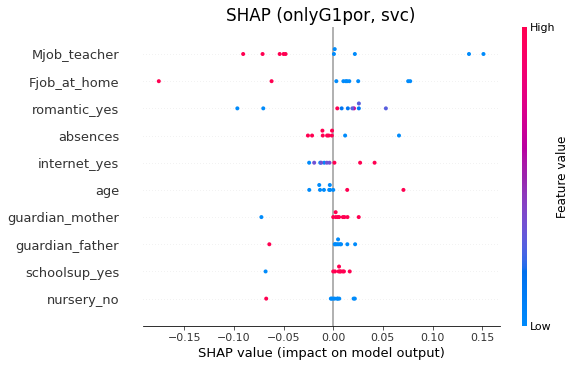 SHAP (onlyG1por, svc)
Mjob_teacher
Fjob_at_home
romantic_yes
absences
internet_yes
age
guardian_mother
guardian_father
schoolsup_yes
nursery_no
−0.15 −0.10 −0.05 0.00 0.05 0.10 0.15
SHAP value (impact on model output)
High
Feature value
Low